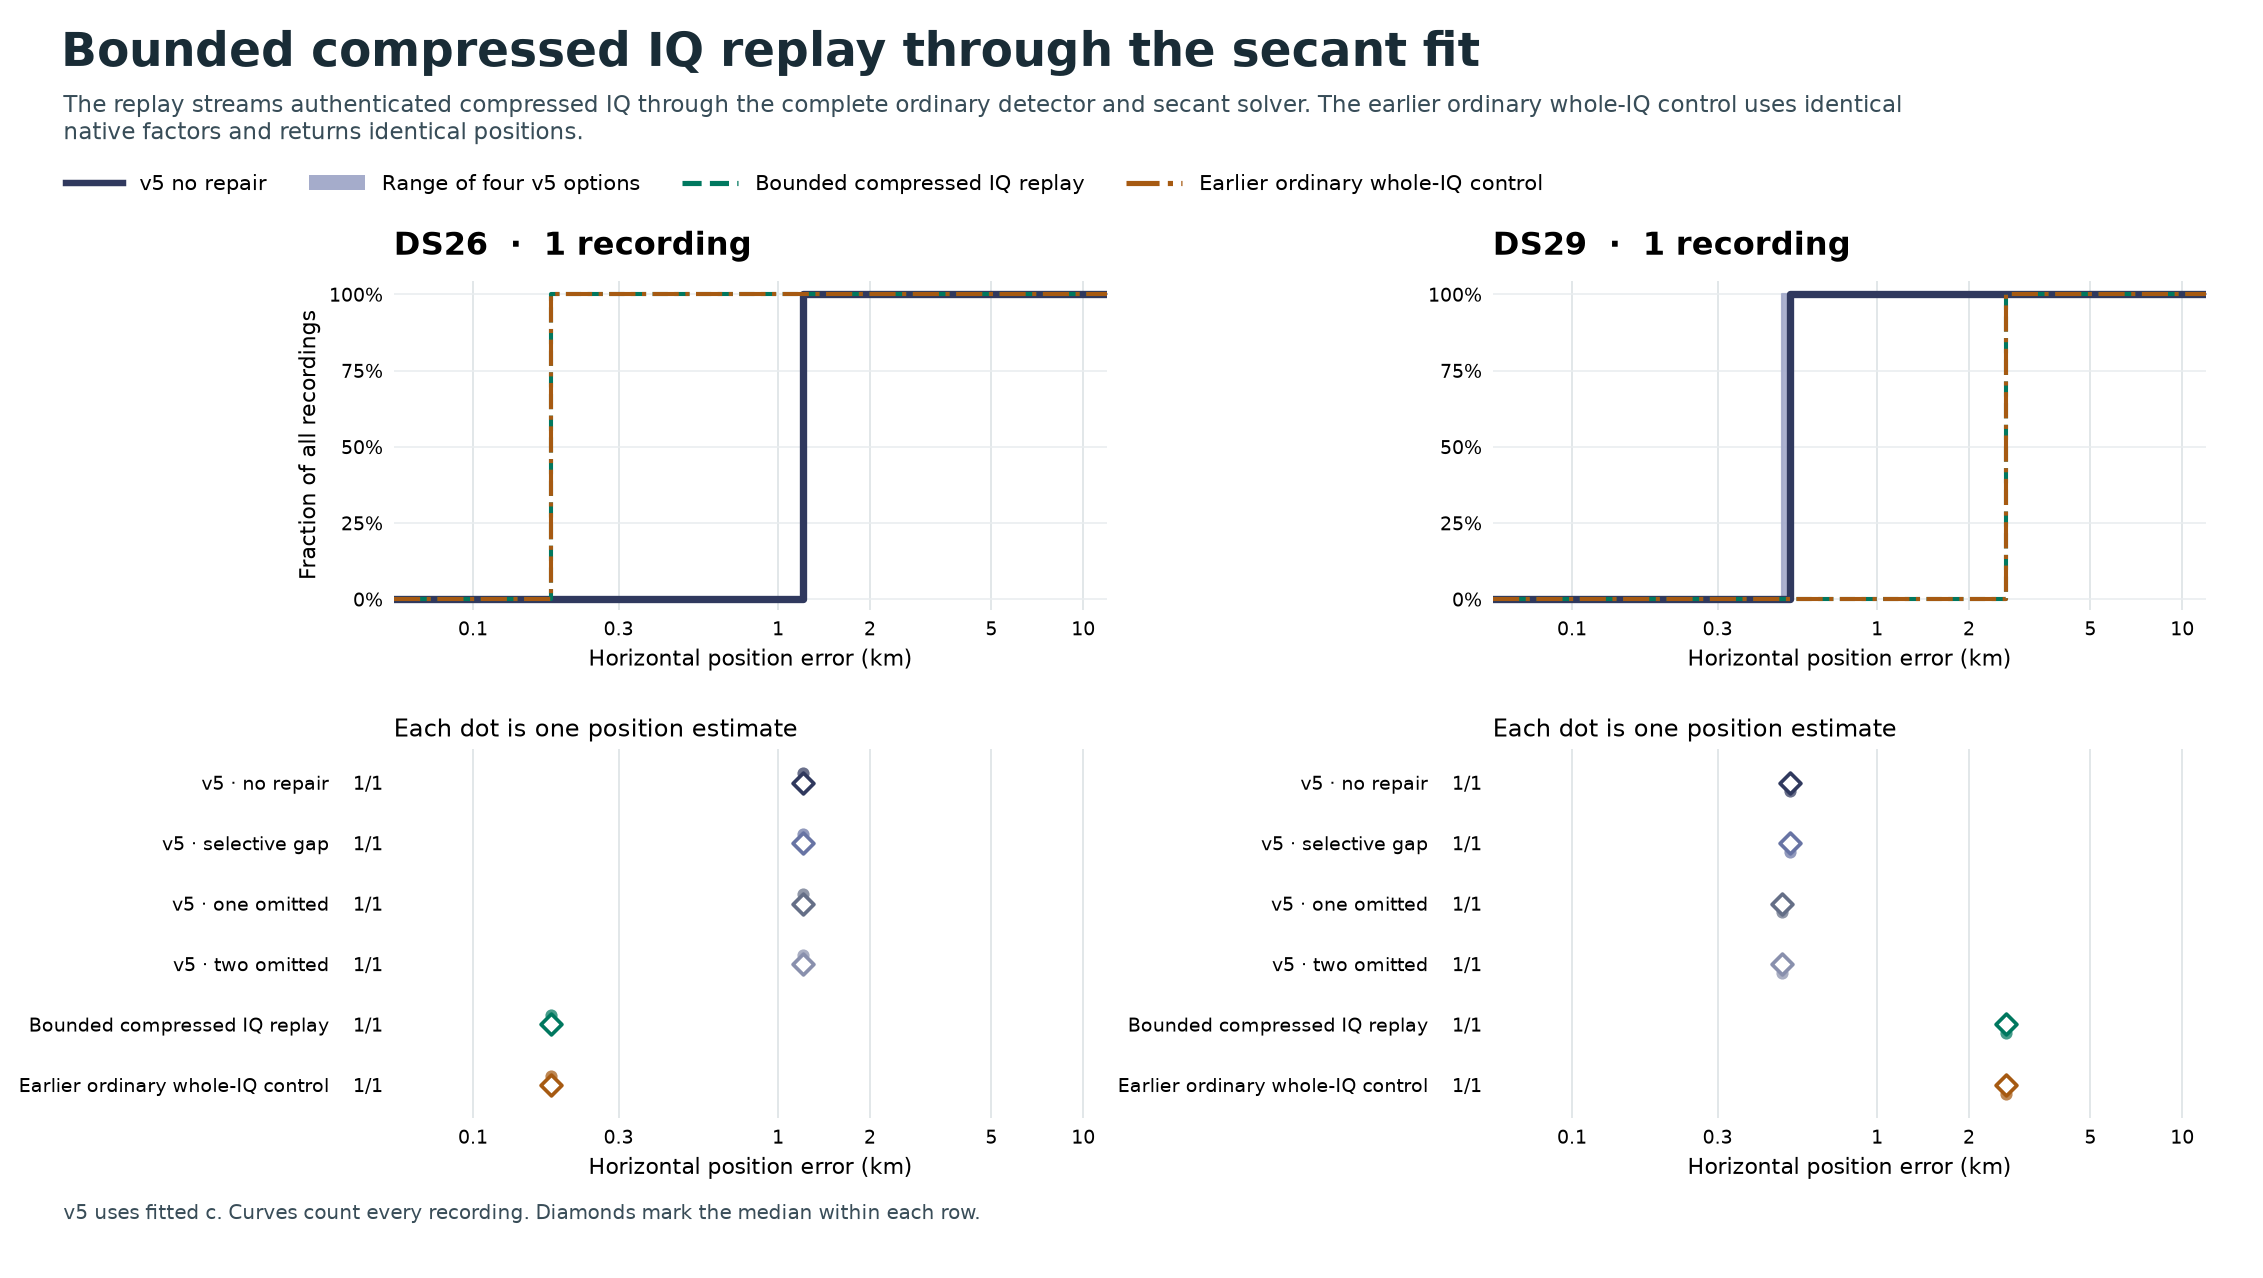 Bounded compressed IQ replay through the secant fit
The replay streams authenticated compressed IQ through the complete ordinary detector and secant solver. The earlier ordinary whole-IQ control uses identical
native factors and returns identical positions.
v5 no repair
Range of four v5 options
Bounded compressed IQ replay
Earlier ordinary whole-IQ control
DS26 · 1 recording
Fraction of all recordings
100%
75%
50%
25%
0%
0.1 0.3 1 2 5 10
Horizontal position error (km)
DS29 · 1 recording
100%
75%
50%
25%
0%
0.1 0.3 1 2 5 10
Horizontal position error (km)
Each dot is one position estimate
v5 · no repair 1/1
v5 · selective gap 1/1
v5 · one omitted 1/1
v5 · two omitted 1/1
Bounded compressed IQ replay 1/1
Earlier ordinary whole-IQ control 1/1
0.1 0.3 1 2 5 10
Horizontal position error (km)
Each dot is one position estimate
v5 · no repair 1/1
v5 · selective gap 1/1
v5 · one omitted 1/1
v5 · two omitted 1/1
Bounded compressed IQ replay 1/1
Earlier ordinary whole-IQ control 1/1
0.1 0.3 1 2 5 10
Horizontal position error (km)
v5 uses fitted c. Curves count every recording. Diamonds mark the median within each row.